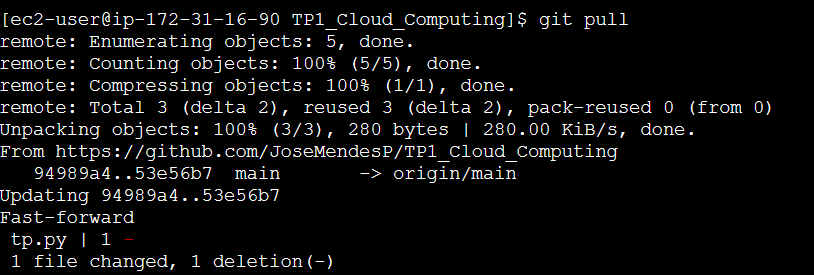 [ec2-user@ip-172-31-16-90 TP1_Cloud_Computing]$ git pull
remote: Enumerating objects: 5, done.
remote: Counting objects: 100% (5/5), done.
remote: Compressing objects: 100% (1/1), done.
remote: Total 3 (delta 2), reused 3 (delta 2), pack-reused 0 (from 0)
Unpacking objects: 100% (3/3), 280 bytes | 280.00 KiB/s, done.
From https://github.com/JoseMendesP/TP1_Cloud_Computing
   94989a4..53e56b7  main       -> origin/main
Updating 94989a4..53e56b7
Fast-forward
 tp.py | 1 -
 1 file changed, 1 deletion(-)